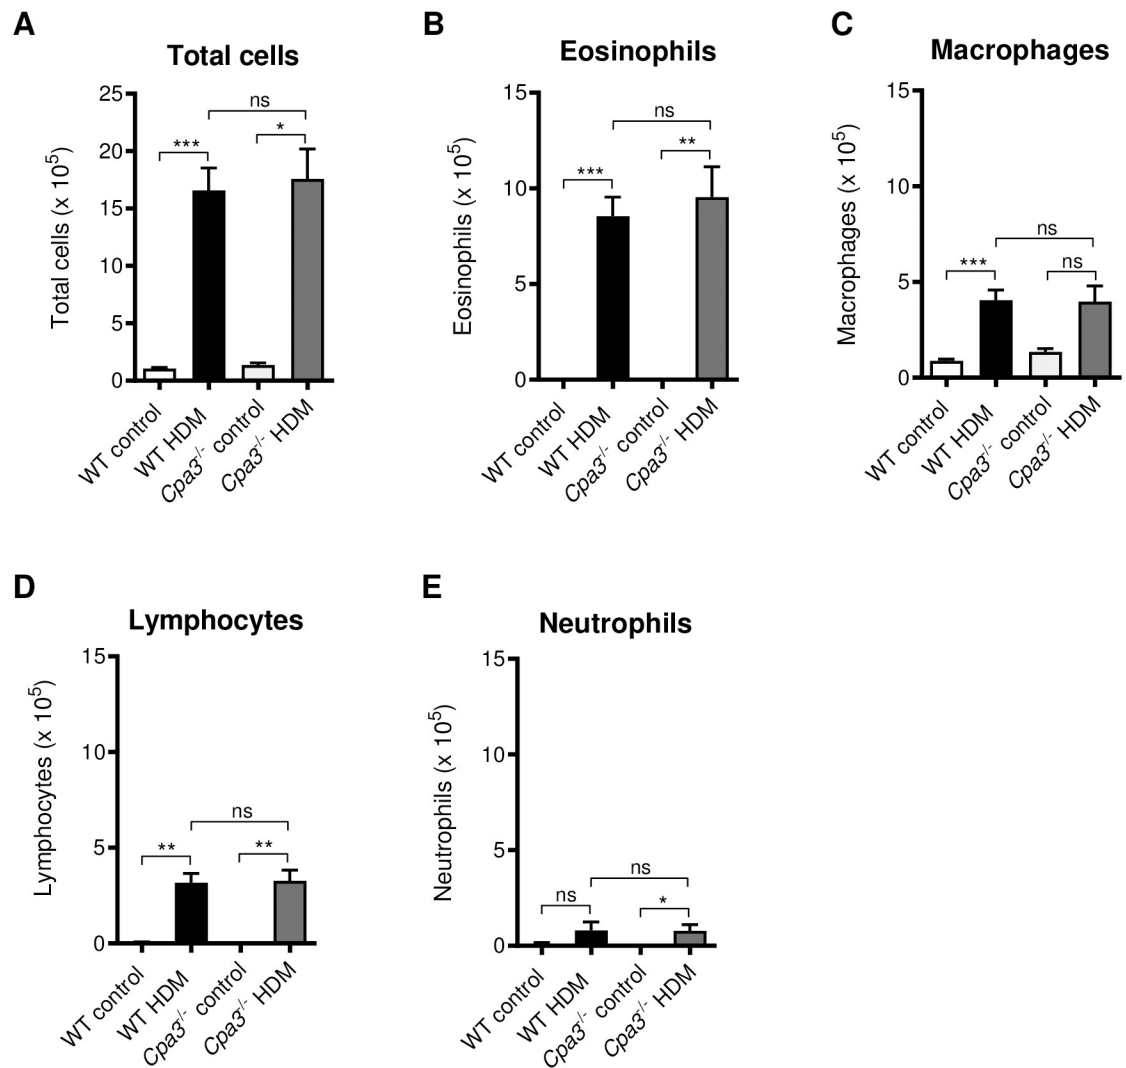 A
Total cells
Total cells (x 10⁵)
25
20
15
10
5
0
***
*
ns
WT control
WT HDM
Cpa3⁻/⁻ control
Cpa3⁻/⁻ HDM
B
Eosinophils
Eosinophils (x 10⁵)
15
10
5
0
***
**
ns
WT control
WT HDM
Cpa3⁻/⁻ control
Cpa3⁻/⁻ HDM
C
Macrophages
Macrophages (x 10⁵)
15
10
5
0
***
ns
ns
WT control
WT HDM
Cpa3⁻/⁻ control
Cpa3⁻/⁻ HDM
D
Lymphocytes
Lymphocytes (x 10⁵)
15
10
5
0
**
**
ns
WT control
WT HDM
Cpa3⁻/⁻ control
Cpa3⁻/⁻ HDM
E
Neutrophils
Neutrophils (x 10⁵)
15
10
5
0
ns
*
ns
WT control
WT HDM
Cpa3⁻/⁻ control
Cpa3⁻/⁻ HDM